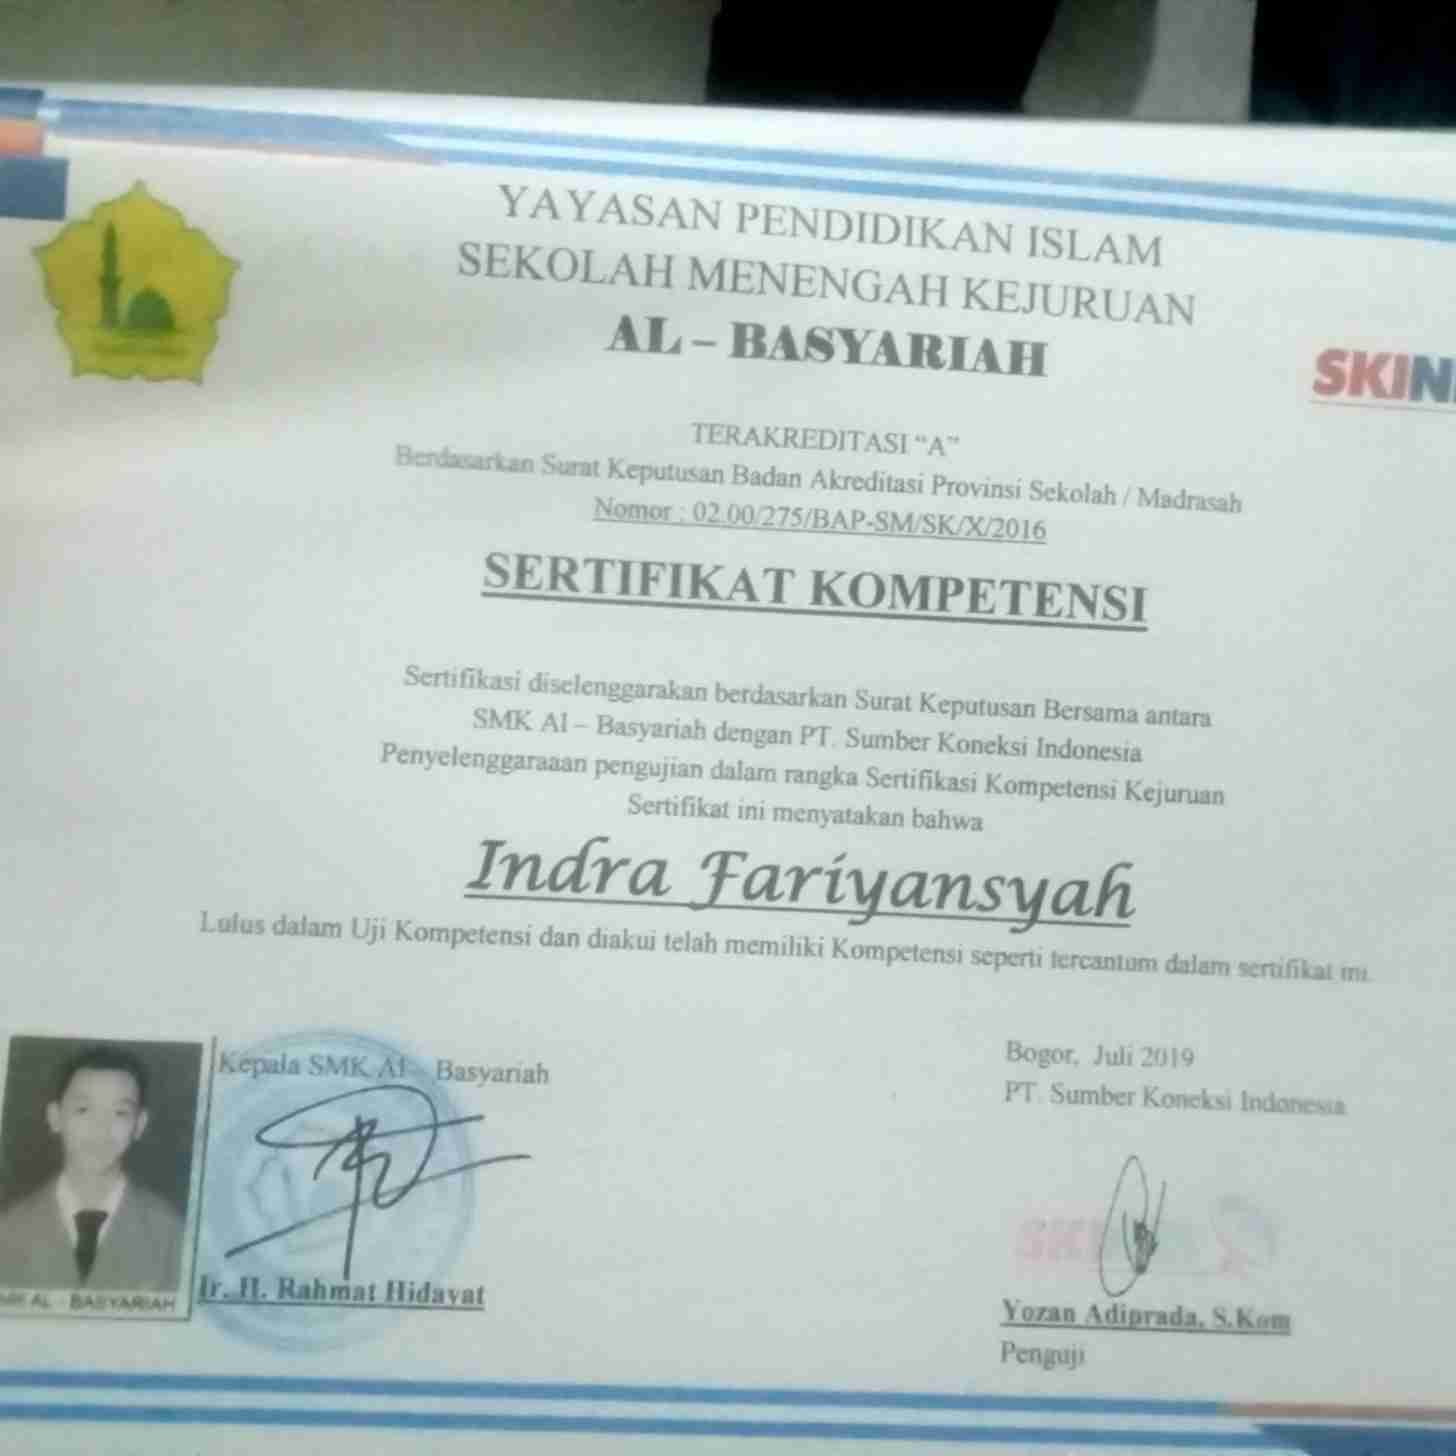 YAYASAN PENDIDIKAN ISLAM
SEKOLAH MENENGAH KEJURUAN
AL – BASYARIAH
SKIN
TERAKREDITASI “A”
Berdasarkan Surat Keputusan Badan Akreditasi Provinsi Sekolah / Madrasah
Nomor : 02.00/275/BAP-SM/SK/X/2016
SERTIFIKAT KOMPETENSI
Sertifikasi diselenggarakan berdasarkan Surat Keputusan Bersama antara
SMK Al – Basyariah dengan PT. Sumber Koneksi Indonesia
Penyelenggaraaan pengujian dalam rangka Sertifikasi Kompetensi Kejuruan
Sertifikat ini menyatakan bahwa
Indra Fariyansyah
Lulus dalam Uji Kompetensi dan diakui telah memiliki Kompetensi seperti tercantum dalam sertifikat ini.
Kepala SMK Al – Basyariah
Ir. H. Rahmat Hidayat
AL - BASYARIAH
Bogor, Juli 2019
PT. Sumber Koneksi Indonesia
Yozan Adiprada, S.Kom
Penguji